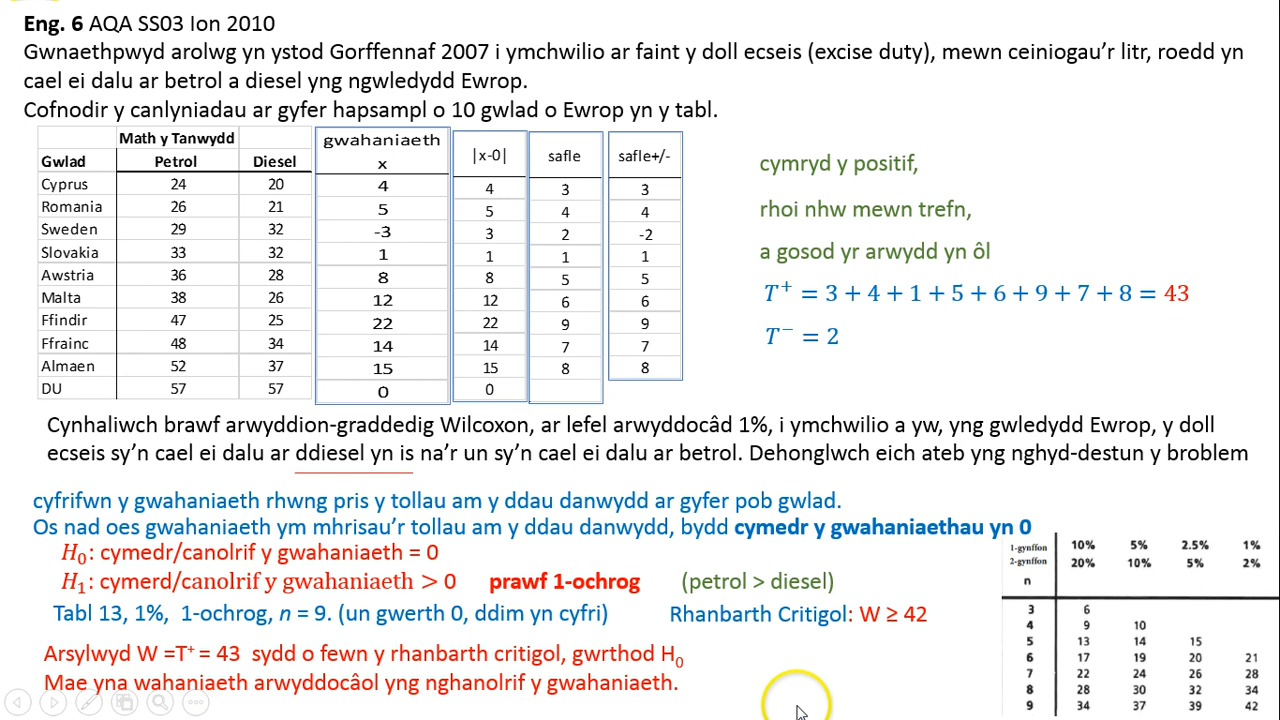 Eng. 6 AQA SS03 Ion 2010
Gwnaethpwyd arolwg yn ystod Gorffennaf 2007 i ymchwilio ar faint y doll ecseis (excise duty), mewn ceiniogau’r litr, roedd yn
cael ei dalu ar betrol a diesel yng ngwledydd Ewrop.
Cofnodir y canlyniadau ar gyfer hapsampl o 10 gwlad o Ewrop yn y tabl.
Math y Tanwydd gwahaniaeth
Gwlad Petrol Diesel x |x-0| safle safle+/-
Cyprus 24 20 4 4 3 3
Romania 26 21 5 5 4 4
Sweden 29 32 -3 3 2 -2
Slovakia 33 32 1 1 1 1
Awstria 36 28 8 8 5 5
Malta 38 26 12 12 6 6
Ffindir 47 25 22 22 9 9
Ffrainc 48 34 14 14 7 7
Almaen 52 37 15 15 8 8
DU 57 57 0 0
cymryd y positif,
rhoi nhw mewn trefn,
a gosod yr arwydd yn ôl
T⁺ = 3 + 4 + 1 + 5 + 6 + 9 + 7 + 8 = 43
T⁻ = 2
Cynhaliwch brawf arwyddion-graddedig Wilcoxon, ar lefel arwyddocâd 1%, i ymchwilio a yw, yng gwledydd Ewrop, y doll
ecseis sy’n cael ei dalu ar ddiesel yn is na’r un sy’n cael ei dalu ar betrol. Dehonglwch eich ateb yng nghyd-destun y broblem
cyfrifwn y gwahaniaeth rhwng pris y tollau am y ddau danwydd ar gyfer pob gwlad.
Os nad oes gwahaniaeth ym mhrisau’r tollau am y ddau danwydd, bydd cymedr y gwahaniaethau yn 0
H₀: cymedr/canolrif y gwahaniaeth = 0
H₁: cymerd/canolrif y gwahaniaeth > 0 prawf 1-ochrog (petrol > diesel)
Tabl 13, 1%, 1-ochrog, n = 9. (un gwerth 0, ddim yn cyfri) Rhanbarth Critigol: W ≥ 42
Arsylwyd W =T⁺ = 43 sydd o fewn y rhanbarth critigol, gwrthod H₀
Mae yna wahaniaeth arwyddocâol yng nghanolrif y gwahaniaeth.
1-gynffon 10% 5% 2.5% 1%
2-gynffon 20% 10% 5% 2%
n
3 6
4 9 10
5 13 14 15
6 17 19 20 21
7 22 24 26 28
8 28 30 32 34
9 34 37 39 42